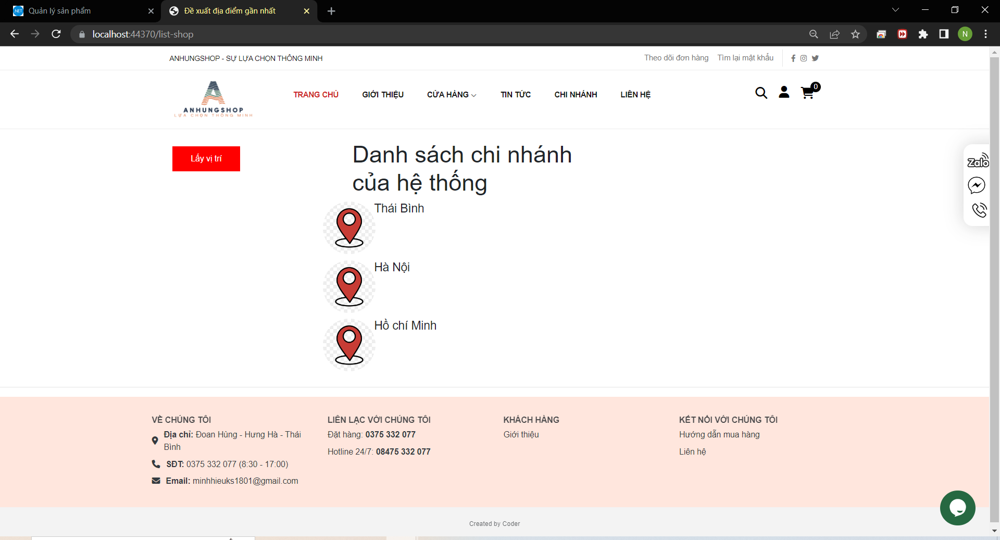 Quản lý sản phẩm
Đề xuất địa điểm gần nhất
localhost:44370/list-shop
N
ANHUNGSHOP - SỰ LỰA CHỌN THÔNG MINH
Theo dõi đơn hàng
Tìm lại mật khẩu
ANHUNGSHOP
LỰA CHỌN THÔNG MINH
TRANG CHỦ
GIỚI THIỆU
CỬA HÀNG
TIN TỨC
CHI NHÁNH
LIÊN HỆ
0
Lấy vị trí
Danh sách chi nhánh
của hệ thống
Zalo
Thái Bình
Hà Nội
Hồ chí Minh
VỀ CHÚNG TÔI
Địa chỉ: Đoan Hùng - Hưng Hà - Thái
Bình
SĐT: 0375 332 077 (8:30 - 17:00)
Email: minhhieuks1801@gmail.com
LIÊN LẠC VỚI CHÚNG TÔI
Đặt hàng: 0375 332 077
Hotline 24/7: 08475 332 077
KHÁCH HÀNG
Giới thiệu
KẾT NỐI VỚI CHÚNG TÔI
Hướng dẫn mua hàng
Liên hệ
Created by Coder